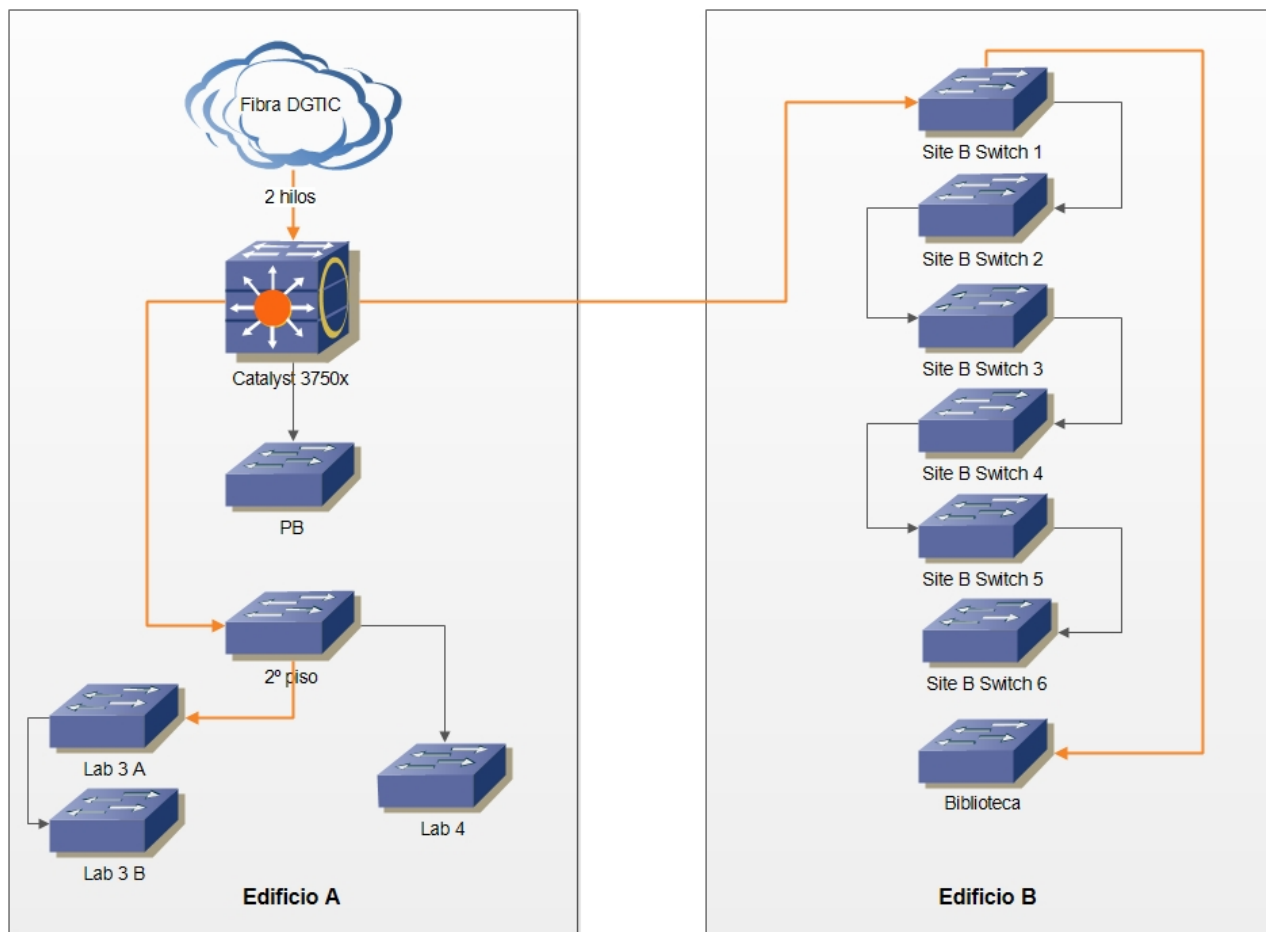 Fibra DGTIC
2 hilos
Catalyst 3750x
PB
2º piso
Lab 3 A
Lab 3 B
Lab 4
Edificio A
Site B Switch 1
Site B Switch 2
Site B Switch 3
Site B Switch 4
Site B Switch 5
Site B Switch 6
Biblioteca
Edificio B